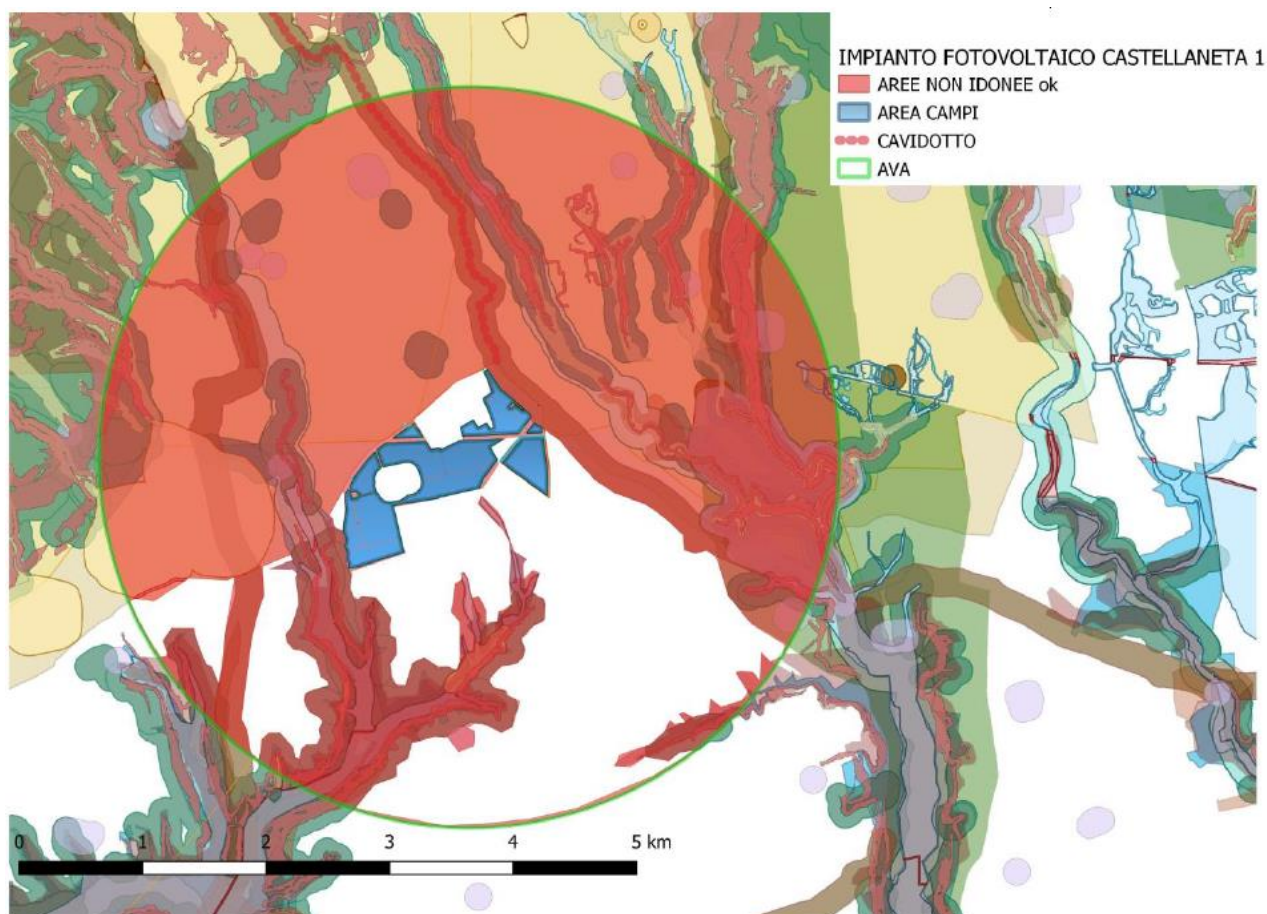 IMPIANTO FOTOVOLTAICO CASTELLANETA 1
AREE NON IDONEE ok
AREA CAMPI
CAVIDOTTO
AVA
0 1 2 3 4 5 km